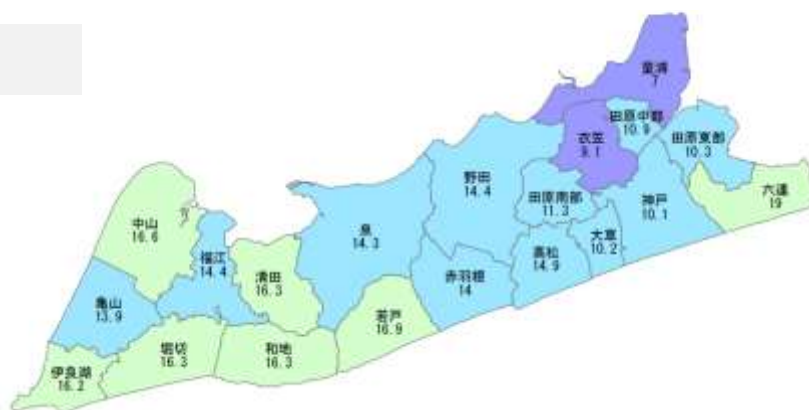 童浦
7
田原中部
10.9
衣笠
9.1
田原東部
10.3
野田
14.4
六連
19
田原南部
11.3
神戸
10.1
中山
16.6
泉
14.3
福江
14.4
大草
10.2
高松
14.9
清田
16.3
赤羽根
14
亀山
13.9
若戸
16.9
堀切
16.3
和地
16.3
伊良湖
16.2